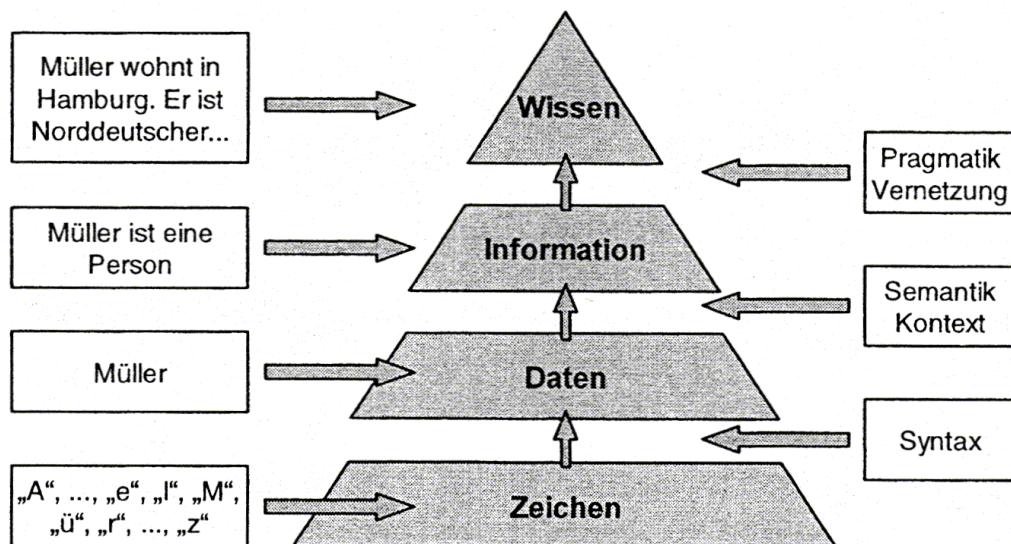 Müller wohnt in
Hamburg. Er ist
Norddeutscher...
Wissen
Pragmatik
Vernetzung
Müller ist eine
Person
Information
Semantik
Kontext
Müller
Daten
Syntax
„A“, ..., „e“, „l“, „M“,
„ü“, „r“, ..., „z“
Zeichen